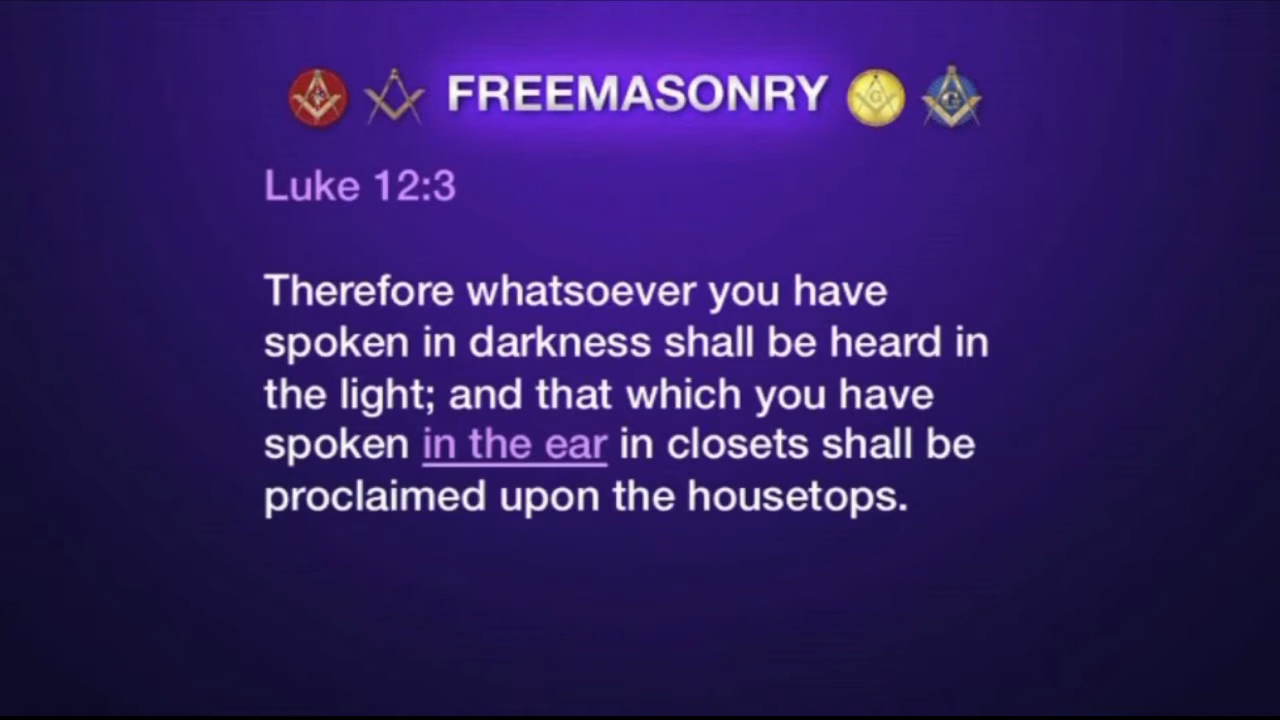 FREEMASONRY
Luke 12:3
Therefore whatsoever you have
spoken in darkness shall be heard in
the light; and that which you have
spoken in the ear in closets shall be
proclaimed upon the housetops.
G
G